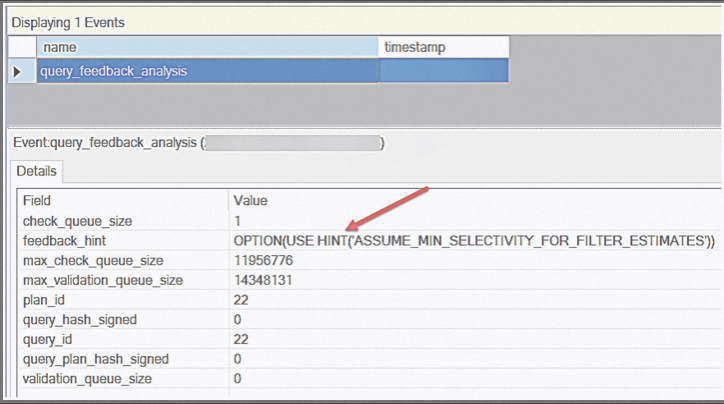 Displaying 1 Events
name timestamp
query_feedback_analysis
Event:query_feedback_analysis ( )
Details
Field Value
check_queue_size 1
feedback_hint OPTION(USE HINT('ASSUME_MIN_SELECTIVITY_FOR_FILTER_ESTIMATES'))
max_check_queue_size 11956776
max_validation_queue_size 14348131
plan_id 22
query_hash_signed 0
query_id 22
query_plan_hash_signed 0
validation_queue_size 0